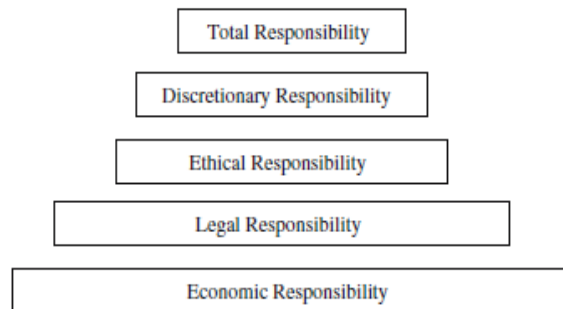 Total Responsibility
Discretionary Responsibility
Ethical Responsibility
Legal Responsibility
Economic Responsibility